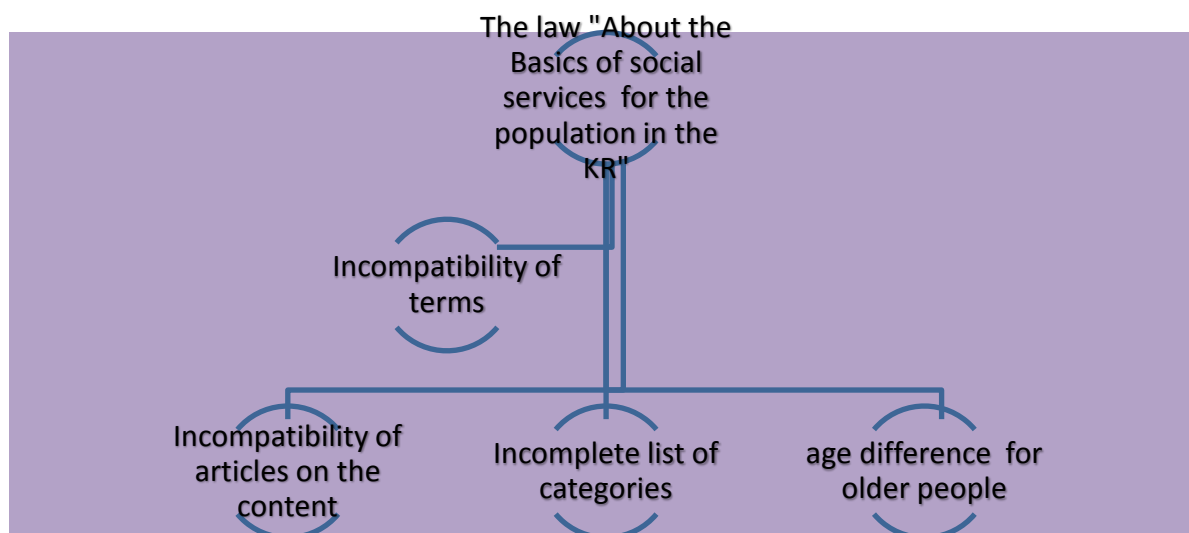 The law "About the
Basics of social
services  for the
population in the
KR"
Incompatibility of
terms
Incompatibility of
articles on the
content
Incomplete list of
categories
age difference  for
older people